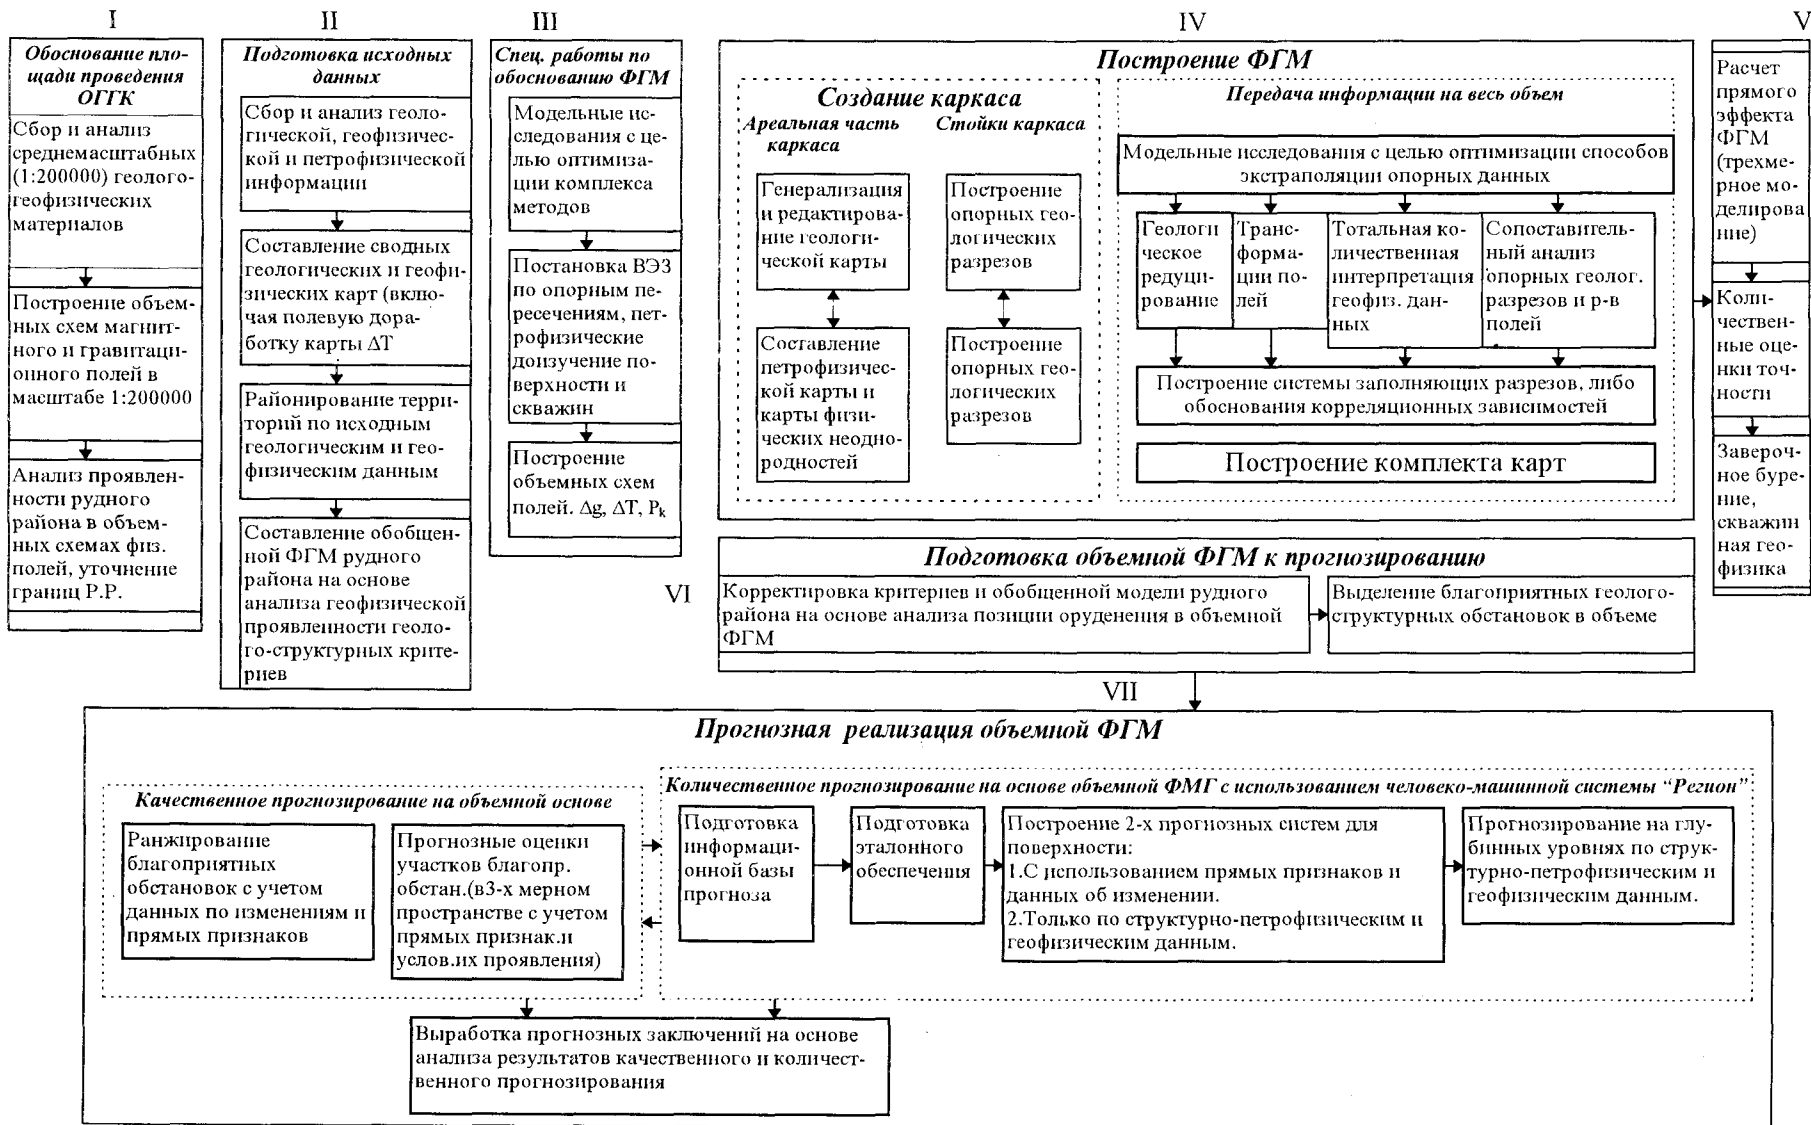 I
Обоснование пло-
щади проведения
ОГГК
Сбор и анализ
среднемасштабных
(1:200000) геолого-
геофизических
материалов
Построение объем-
ных схем магнит-
ного и гравитаци-
онного полей в
масштабе 1:200000
Анализ проявлен-
ности рудного
района в объем-
ных схемах физ.
полей, уточнение
границ Р.Р.
II
Подготовка исходных
данных
Сбор и анализ геоло-
гической, геофизичес-
кой и петрофизической
информации
Составление сводных
геологических и геофи-
зических карт (вклю-
чая полевую дора-
ботку карты ΔT
Районирование терри-
торий по исходным
геологическим и гео-
физическим данным
Составление обобщен-
ной ФГМ рудного
района на основе
анализа геофизической
проявленности геоло-
го-структурных крите-
риев
III
Спец. работы по
обоснованию ФГМ
Модельные ис-
следования с це-
лью оптимиза-
ции комплекса
методов
Постановка ВЭЗ
по опорным пе-
ресечениям, пет-
рофизические
доизучение по-
верхности и
скважин
Построение
объемных схем
полей. Δg, ΔT, Pk
IV
Построение ФГМ
Создание каркаса
Ареальная часть
каркаса
Генерализация
и редактирова-
ние геологи-
ческой карты
Составление
петрофизичес-
кой карты и
карты физи-
ческих неодно-
родностей
Стойки каркаса
Построение
опорных гео-
логических
разрезов
Построение
опорных гео-
логических
разрезов
Передача информации на весь объем
Модельные исследования с целью оптимизации способов
экстраполяции опорных данных
Геологи
ческое
редуци-
рование
Транс-
форма-
ции по-
лей
Тотальная ко-
личественная
интерпретация
геофиз. дан-
ных
Сопоставитель-
ный анализ
опорных геолог.
разрезов и р-в
полей
Построение системы заполняющих разрезов, либо
обоснования корреляционных зависимостей
Построение комплекта карт
V
Расчет
прямого
эффекта
ФГМ
(трехме-
рное мо-
делирова
ние)
Коли-
чествен-
ные оце-
нки точ-
ности
Завероч-
ное буре-
ние,
скважин
ная гео-
физика
VI
Подготовка объемной ФГМ к прогнозированию
Корректировка критериев и обобщенной модели рудного
района на основе анализа позиции оруденения в объемной
ФГМ
Выделение благоприятных геолого-
структурных обстановок в объеме
VII
Прогнозная реализация объемной ФГМ
Качественное прогнозирование на объемной основе
Ранжирование
благоприятных
обстановок с учетом
данных по изменениям и
прямых признаков
Прогнозные оценки
участков благопр.
обстан.(в3-х мерном
пространстве с учетом
прямых признак.и
услов.их проявления)
Количественное прогнозирование на основе объемной ФМГ с использованием человеко-машинной системы “Регион”
Подготовка
информаци-
онной базы
прогноза
Подготовка
эталонного
обеспечения
Построение 2-х прогнозных систем для
поверхности:
1.С использованием прямых признаков и
данных об изменении.
2.Только по структурно-петрофизическим и
геофизическим данным.
Прогнозирование на глу-
бинных уровнях по струк-
турно-петрофизическим и
геофизическим данным.
Выработка прогнозных заключений на основе
анализа результатов качественного и количест-
венного прогнозирования